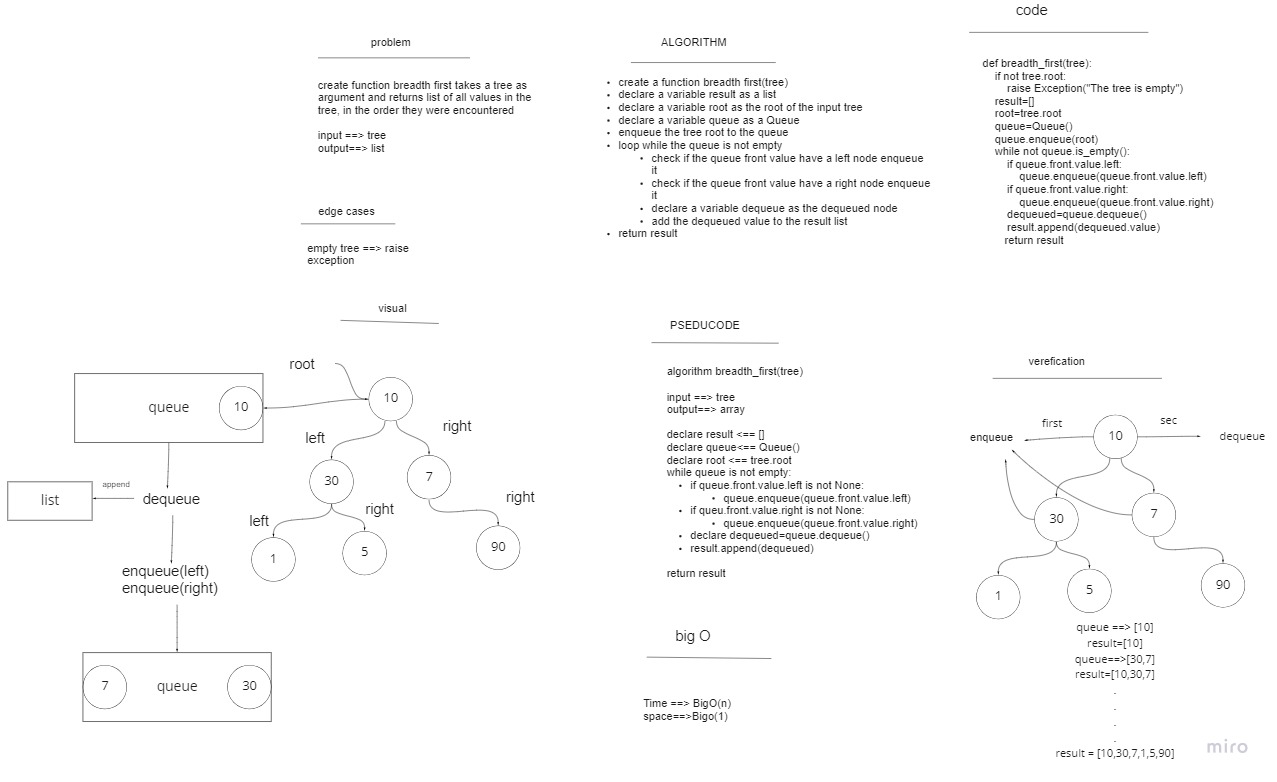 problem
create function breadth first takes a tree as
argument and returns list of all values in the
tree, in the order they were encountered
input ==> tree
output==> list
edge cases
empty tree ==> raise
exception
ALGORITHM
• create a function breadth first(tree)
• declare a variable result as a list
• declare a variable root as the root of the input tree
• declare a variable queue as a Queue
• enqueue the tree root to the queue
• loop while the queue is not empty
• check if the queue front value have a left node enqueue
it
• check if the queue front value have a right node enqueue
it
• declare a variable dequeue as the dequeued node
• add the dequeued value to the result list
• return result
code
def breadth_first(tree):
if not tree.root:
raise Exception("The tree is empty")
result=[]
root=tree.root
queue=Queue()
queue.enqueue(root)
while not queue.is_empty():
if queue.front.value.left:
queue.enqueue(queue.front.value.left)
if queue.front.value.right:
queue.enqueue(queue.front.value.right)
dequeued=queue.dequeue()
result.append(dequeued.value)
return result
visual
root
queue
10
10
left
right
30
7
left
right
right
1
5
90
list
append
dequeue
enqueue(left)
enqueue(right)
7
queue
30
PSEDUCODE
algorithm breadth_first(tree)
input ==> tree
output==> array
declare result <== []
declare queue<== Queue()
declare root <== tree.root
while queue is not empty:
• if queue.front.value.left is not None:
• queue.enqueue(queue.front.value.left)
• if queu.front.value.right is not None:
• queue.enqueue(queue.front.value.right)
• declare dequeued=queue.dequeue()
• result.append(dequeued)
return result
big O
Time ==> BigO(n)
space==>Bigo(1)
verefication
first
sec
enqueue
10
dequeue
30
7
1
5
90
queue ==> [10]
result=[10]
queue==>[30,7]
result=[10,30,7]
.
.
.
.
result = [10,30,7,1,5,90]
miro